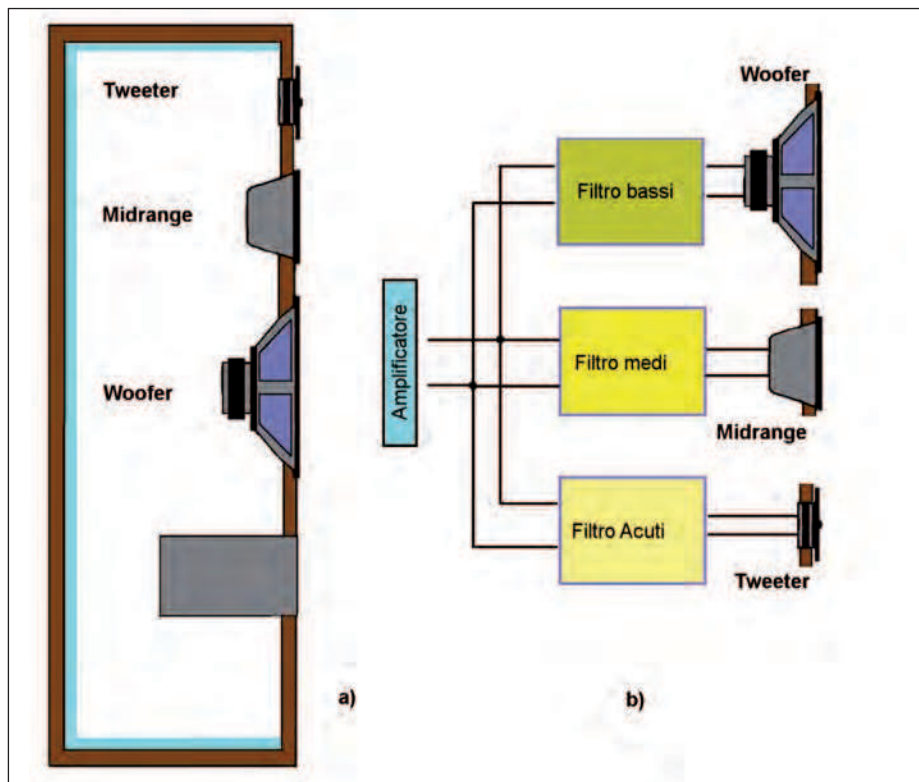 Tweeter
Midrange
Woofer
a)
Woofer
Filtro bassi
Amplificatore
Filtro medi
Midrange
Filtro Acuti
Tweeter
b)